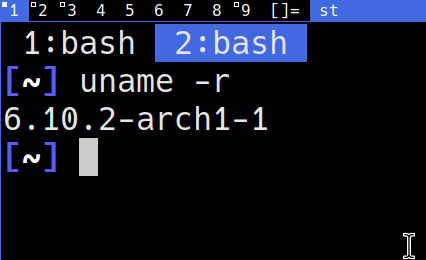 1 2 3 4 5 6 7 8 9 []= st
1:bash 2:bash
[~] uname -r
6.10.2-arch1-1
[~]